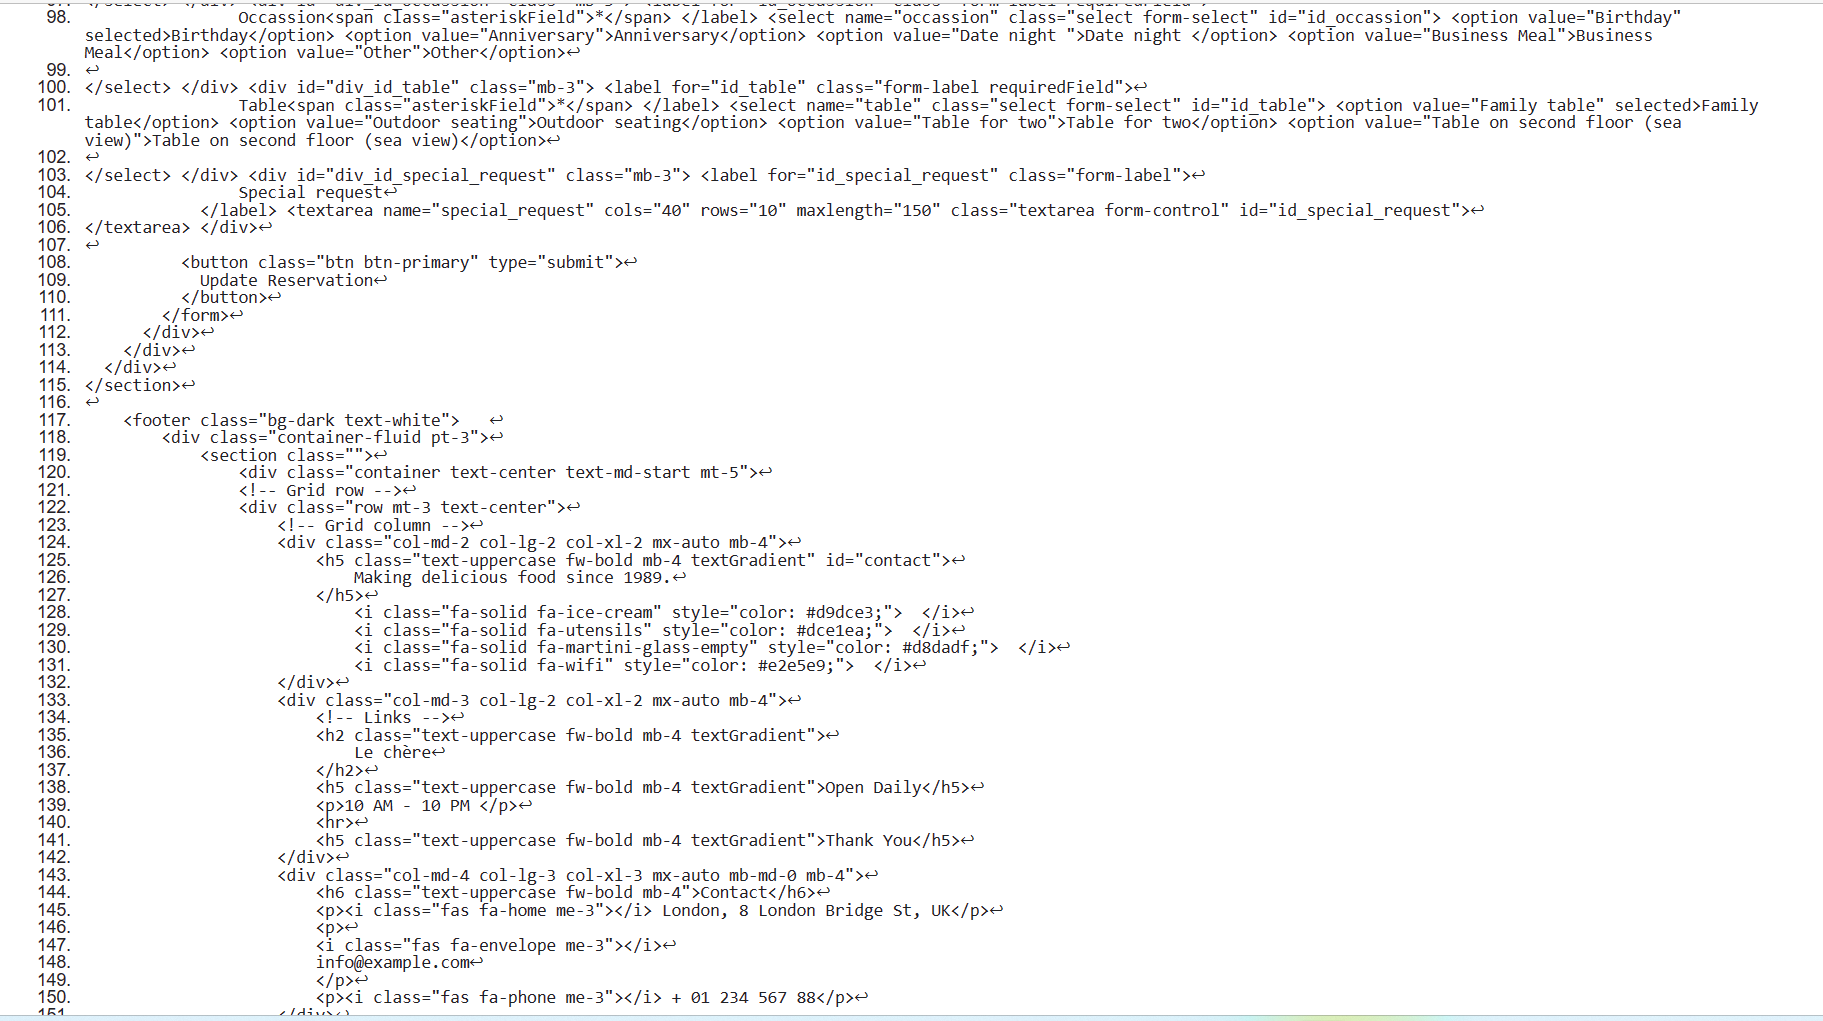 98. Occassion<span class="asteriskField">*</span> </label> <select name="occassion" class="select form-select" id="id_occassion"> <option value="Birthday"
selected>Birthday</option> <option value="Anniversary">Anniversary</option> <option value="Date night ">Date night </option> <option value="Business Meal">Business
Meal</option> <option value="Other">Other</option>↩
99. ↩
100. </select> </div> <div id="div_id_table" class="mb-3"> <label for="id_table" class="form-label requiredField">↩
101. Table<span class="asteriskField">*</span> </label> <select name="table" class="select form-select" id="id_table"> <option value="Family table" selected>Family
table</option> <option value="Outdoor seating">Outdoor seating</option> <option value="Table for two">Table for two</option> <option value="Table on second floor (sea
view)">Table on second floor (sea view)</option>↩
102. ↩
103. </select> </div> <div id="div_id_special_request" class="mb-3"> <label for="id_special_request" class="form-label">↩
104. Special request↩
105. </label> <textarea name="special_request" cols="40" rows="10" maxlength="150" class="textarea form-control" id="id_special_request">↩
106. </textarea> </div>↩
107. ↩
108. <button class="btn btn-primary" type="submit">↩
109. Update Reservation↩
110. </button>↩
111. </form>↩
112. </div>↩
113. </div>↩
114. </div>↩
115. </section>↩
116. ↩
117. <footer class="bg-dark text-white"> ↩
118. <div class="container-fluid pt-3">↩
119. <section class="">↩
120. <div class="container text-center text-md-start mt-5">↩
121. <!-- Grid row -->↩
122. <div class="row mt-3 text-center">↩
123. <!-- Grid column -->↩
124. <div class="col-md-2 col-lg-2 col-xl-2 mx-auto mb-4">↩
125. <h5 class="text-uppercase fw-bold mb-4 textGradient" id="contact">↩
126. Making delicious food since 1989.↩
127. </h5>↩
128. <i class="fa-solid fa-ice-cream" style="color: #d9dce3;"> </i>↩
129. <i class="fa-solid fa-utensils" style="color: #dce1ea;"> </i>↩
130. <i class="fa-solid fa-martini-glass-empty" style="color: #d8dadf;"> </i>↩
131. <i class="fa-solid fa-wifi" style="color: #e2e5e9;"> </i>↩
132. </div>↩
133. <div class="col-md-3 col-lg-2 col-xl-2 mx-auto mb-4">↩
134. <!-- Links -->↩
135. <h2 class="text-uppercase fw-bold mb-4 textGradient">↩
136. Le chère↩
137. </h2>↩
138. <h5 class="text-uppercase fw-bold mb-4 textGradient">Open Daily</h5>↩
139. <p>10 AM - 10 PM </p>↩
140. <hr>↩
141. <h5 class="text-uppercase fw-bold mb-4 textGradient">Thank You</h5>↩
142. </div>↩
143. <div class="col-md-4 col-lg-3 col-xl-3 mx-auto mb-md-0 mb-4">↩
144. <h6 class="text-uppercase fw-bold mb-4">Contact</h6>↩
145. <p><i class="fas fa-home me-3"></i> London, 8 London Bridge St, UK</p>↩
146. <p>↩
147. <i class="fas fa-envelope me-3"></i>↩
148. info@example.com↩
149. </p>↩
150. <p><i class="fas fa-phone me-3"></i> + 01 234 567 88</p>↩
151. </div>↩